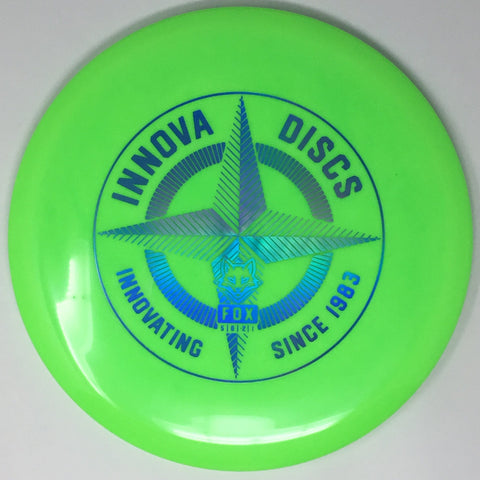 INNOVA DISCS
FOX
INNOVATING SINCE 1983